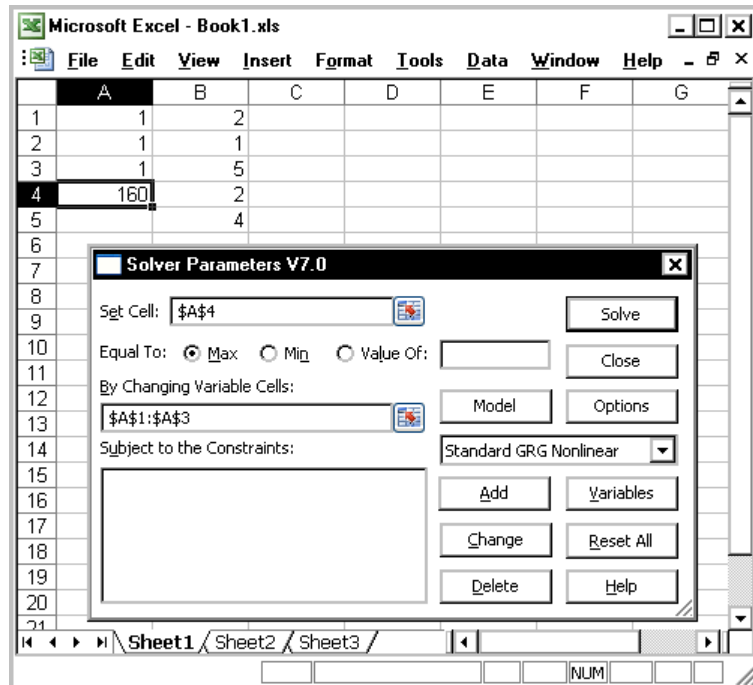 Microsoft Excel - Book1.xls
File Edit View Insert Format Tools Data Window Help
A B C D E F G
1 1 2
2 1 1
3 1 5
4 160 2
5 4
6
7
8
9
10
11
12
13
14
15
16
17
18
19
20
21
Solver Parameters V7.0
Set Cell: $A$4
Solve
Equal To: Max Min Value Of:
Close
By Changing Variable Cells:
$A$1:$A$3
Model Options
Subject to the Constraints:
Standard GRG Nonlinear
Add Variables
Change Reset All
Delete Help
Sheet1 Sheet2 Sheet3
NUM